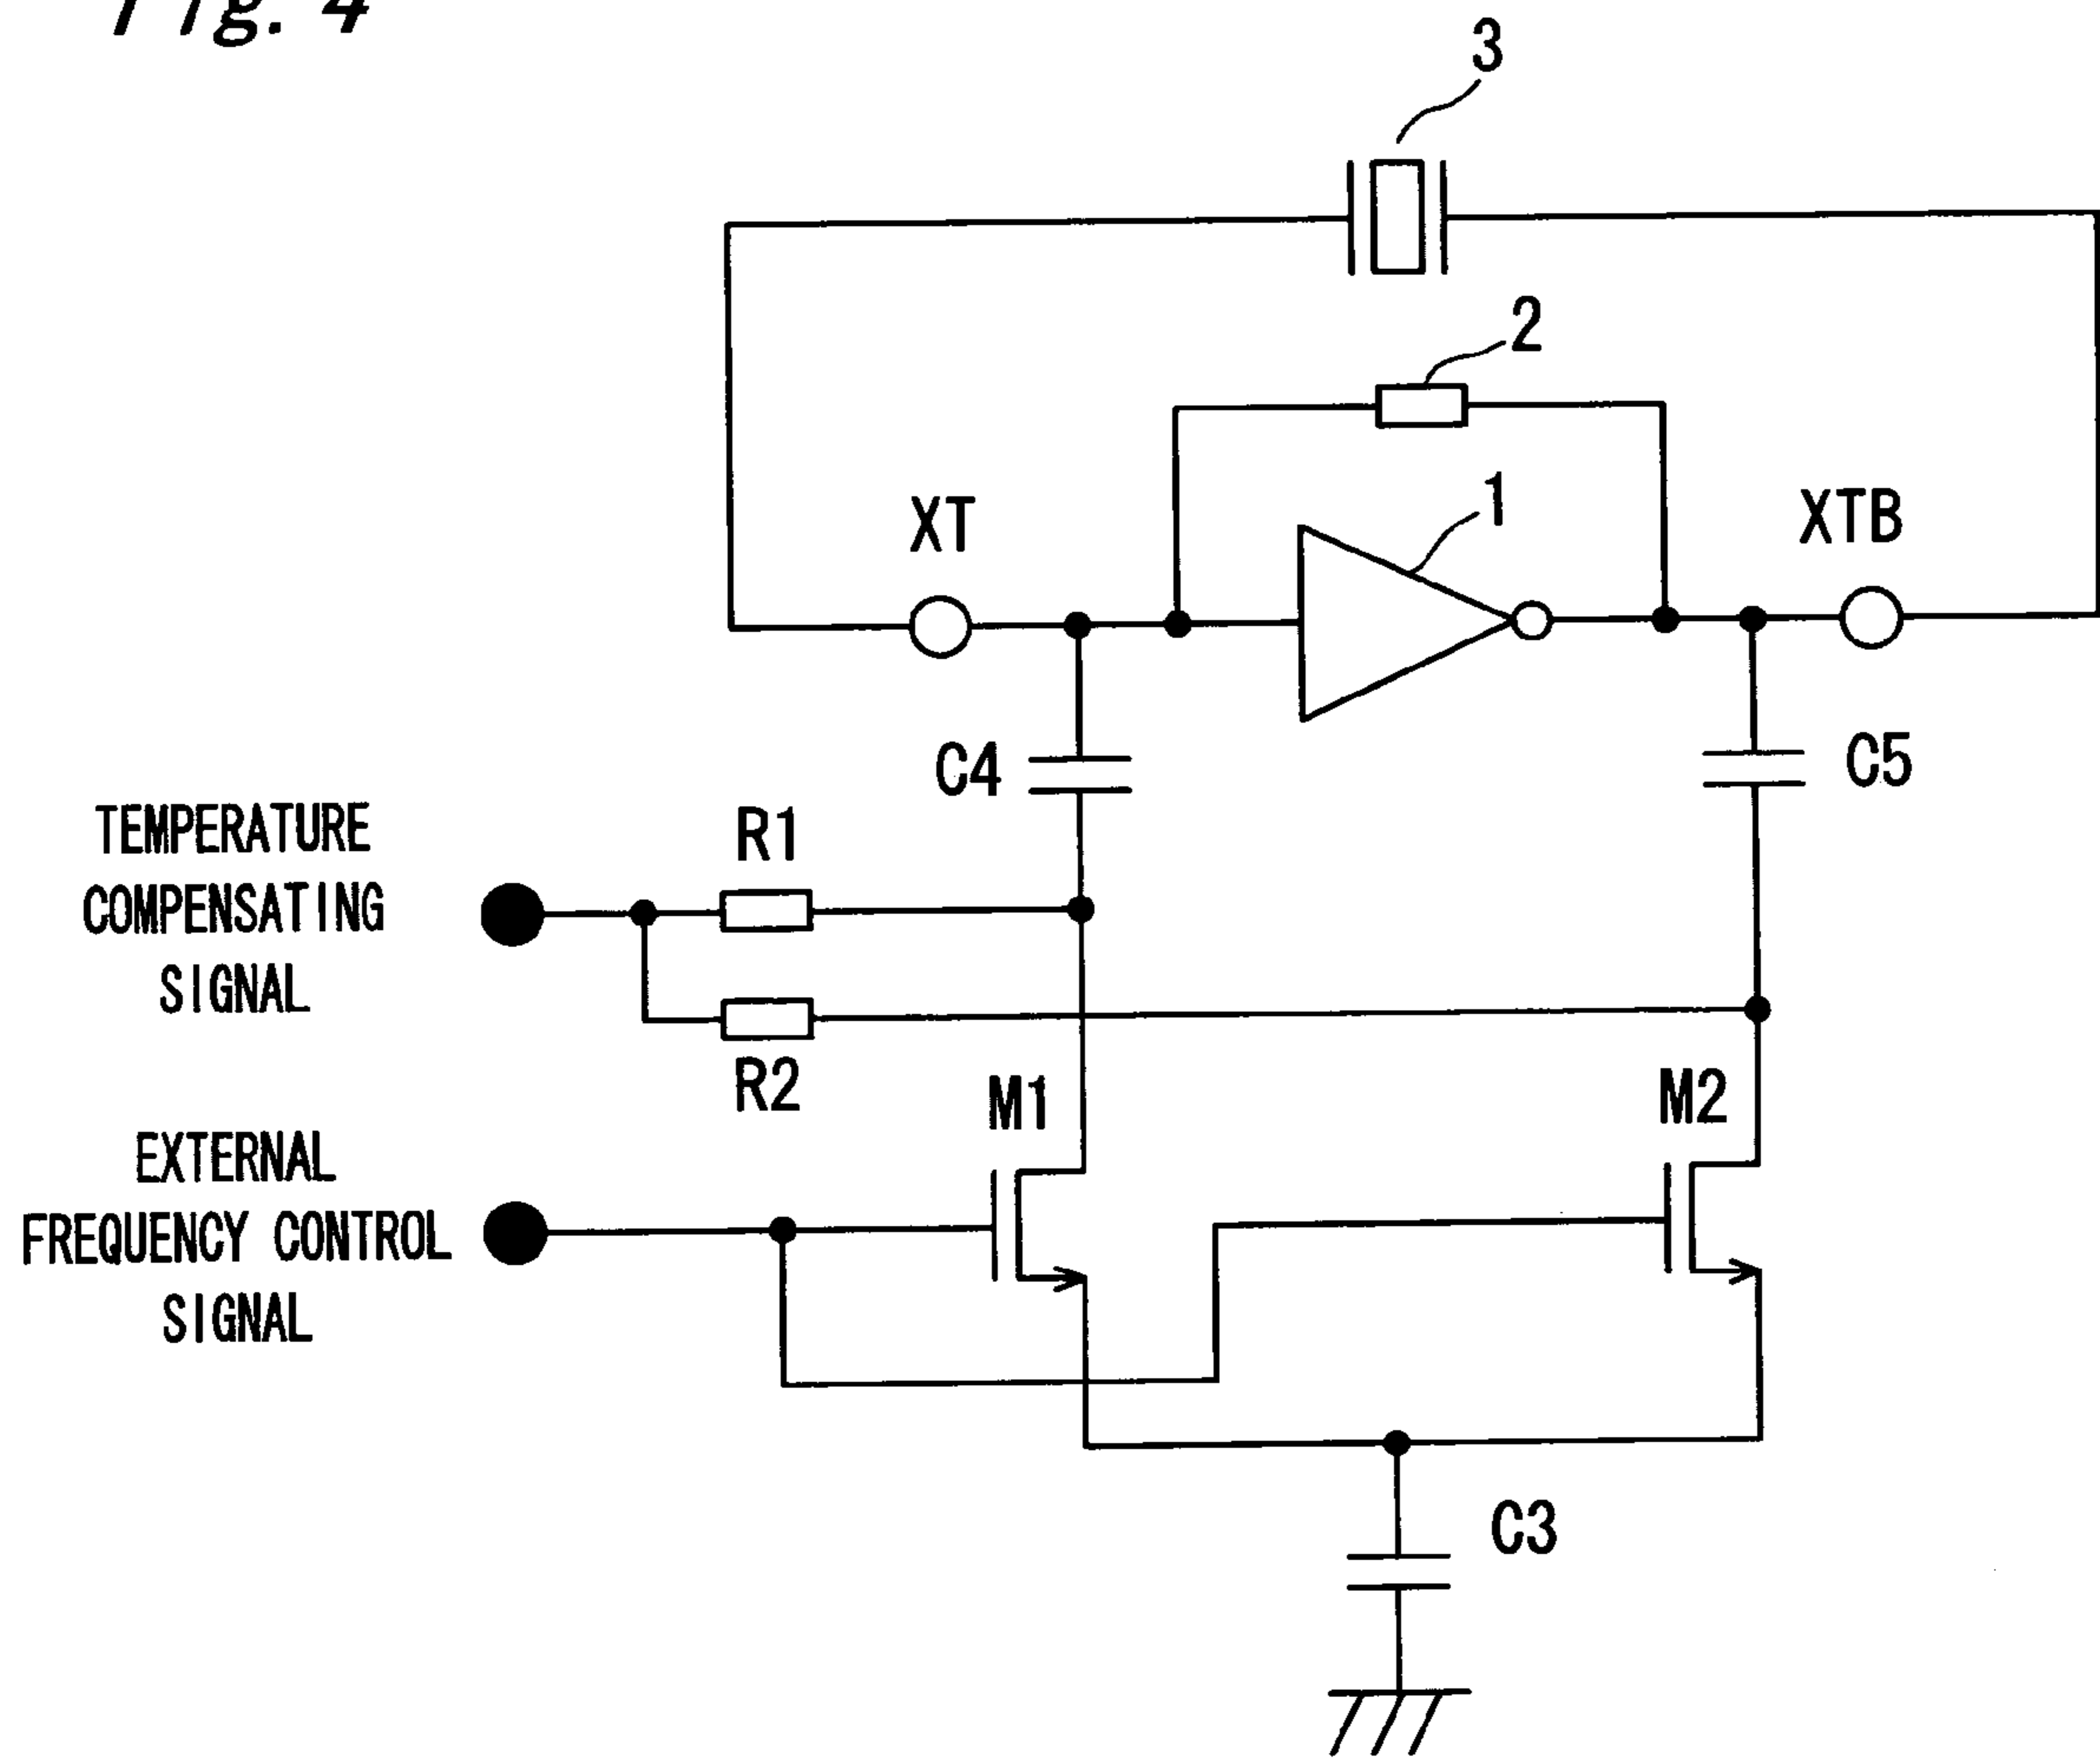 Fig. 4
3
2
1
XT
XTB
C4
C5
TEMPERATURE
COMPENSATING
SIGNAL
R1
R2
M1
M2
EXTERNAL
FREQUENCY CONTROL
SIGNAL
C3